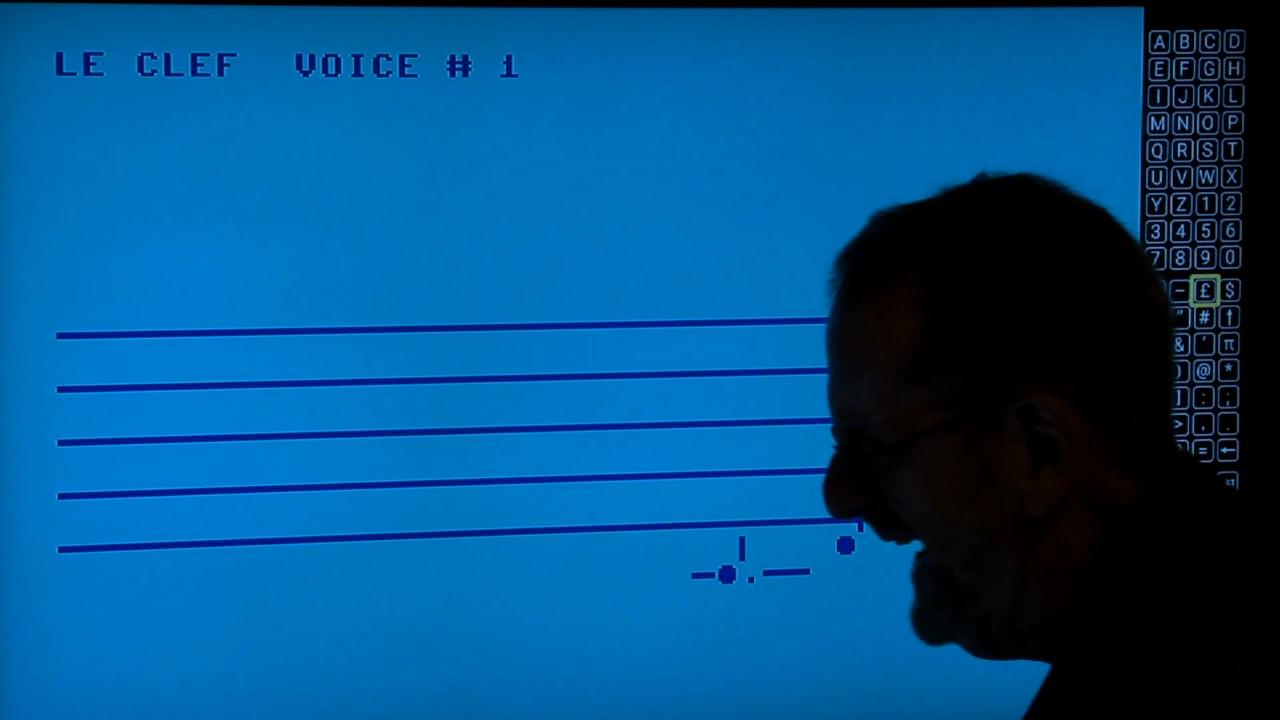 LE CLEF VOICE # 1
A B C D
E F G H
I J K L
M N O P
Q R S T
U V W X
Y Z 1 2
3 4 5 6
7 8 9 0
- £ $
" # ↑
& ' π
) @ *
] : ;
> , .
= ←